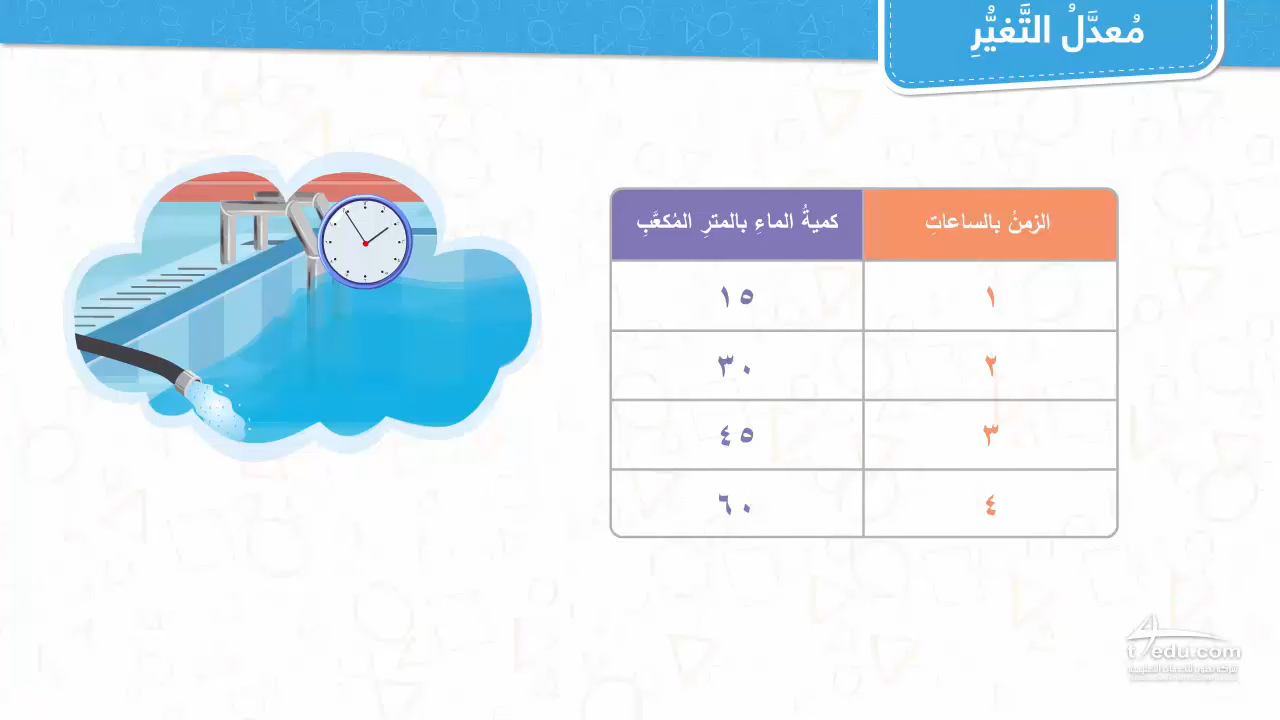 مُعدَّلُ التَّغيُّرِ
الزمنُ بالساعاتِ كميةُ الماءِ بالمترِ المُكعَّبِ
١ ١٥
٢ ٣٠
٣ ٤٥
٤ ٦٠
t4edu.com